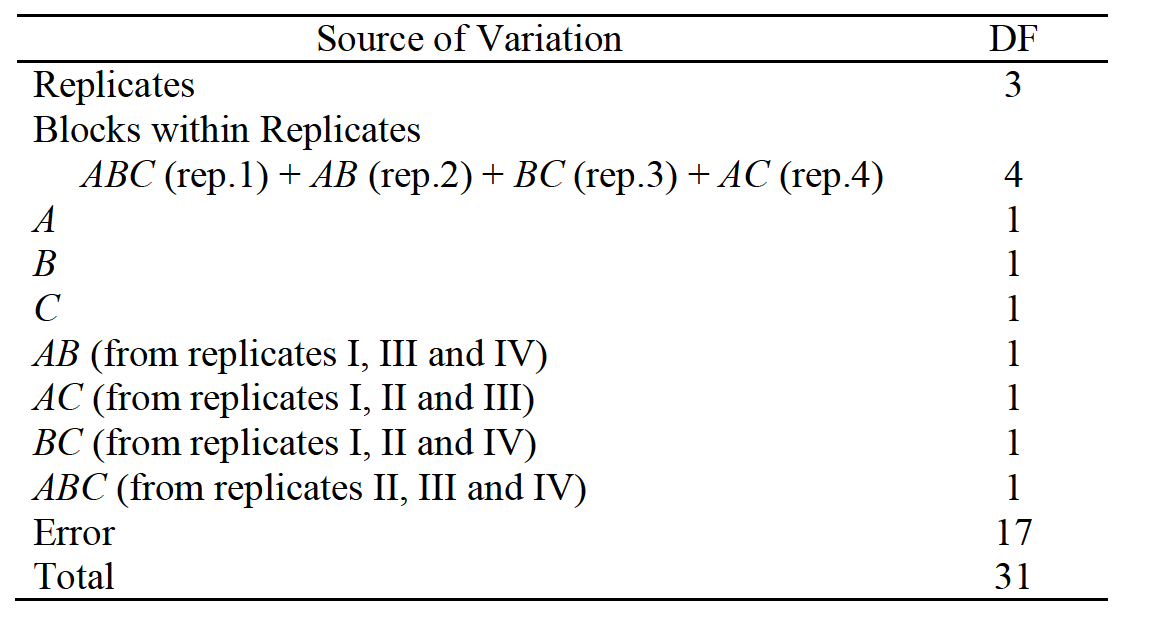 Source of Variation DF
Replicates 3
Blocks within Replicates
ABC (rep.1) + AB (rep.2) + BC (rep.3) + AC (rep.4) 4
A 1
B 1
C 1
AB (from replicates I, III and IV) 1
AC (from replicates I, II and III) 1
BC (from replicates I, II and IV) 1
ABC (from replicates II, III and IV) 1
Error 17
Total 31